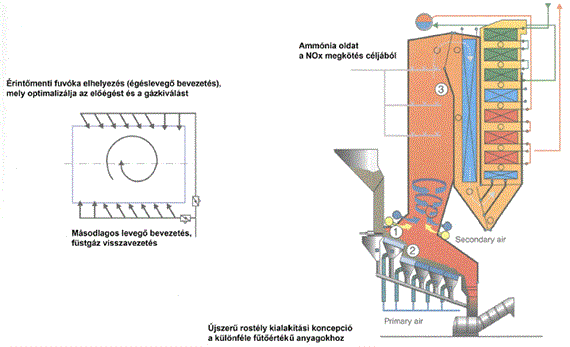 Ammónia oldat
a NOx megkötés céljából
Érintőmenti fuvóka elhelyezés (égéslevegő bevezetés),
mely optimalizálja az előégést és a gázkiválást
3
Másodlagos levegő bevezetés,
füstgáz visszavezetés
1
2
Secondary air
Primary air
Újszerű rostély kialakítási koncepció
a különféle fűtőértékű anyagokhoz